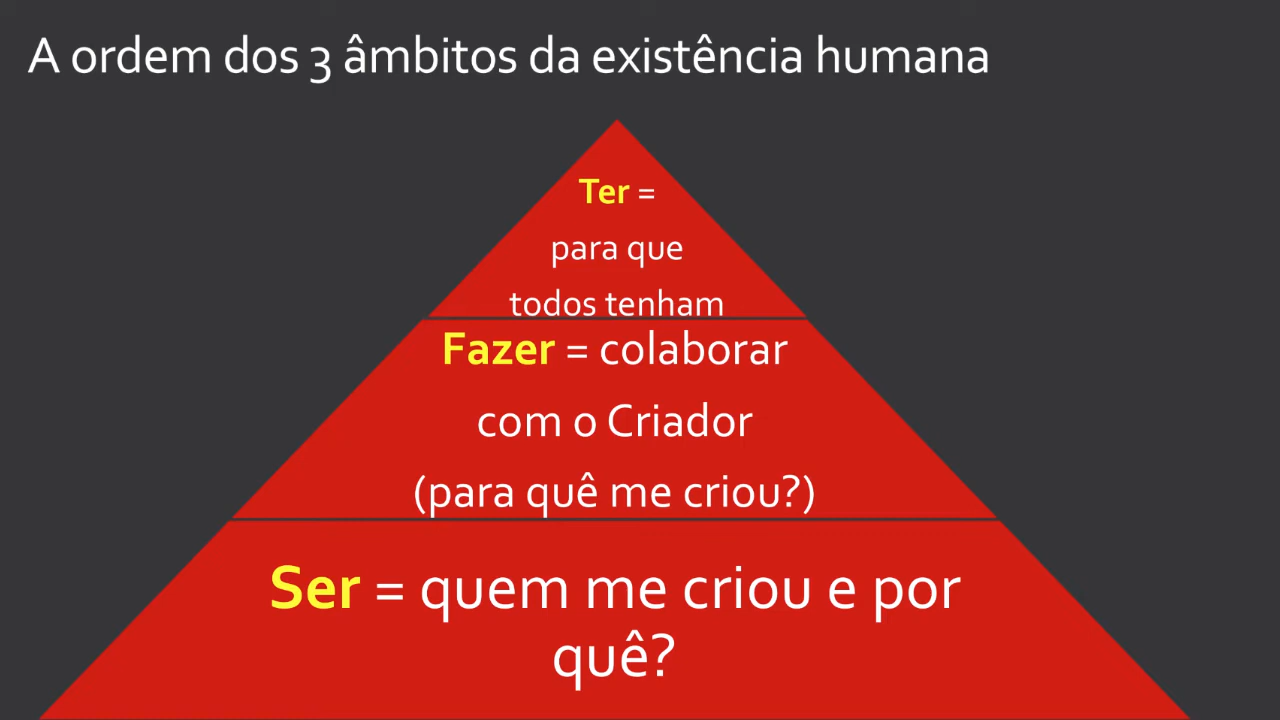 A ordem dos 3 âmbitos da existência humana
Ter =
para que
todos tenham
Fazer = colaborar
com o Criador
(para quê me criou?)
Ser = quem me criou e por
quê?